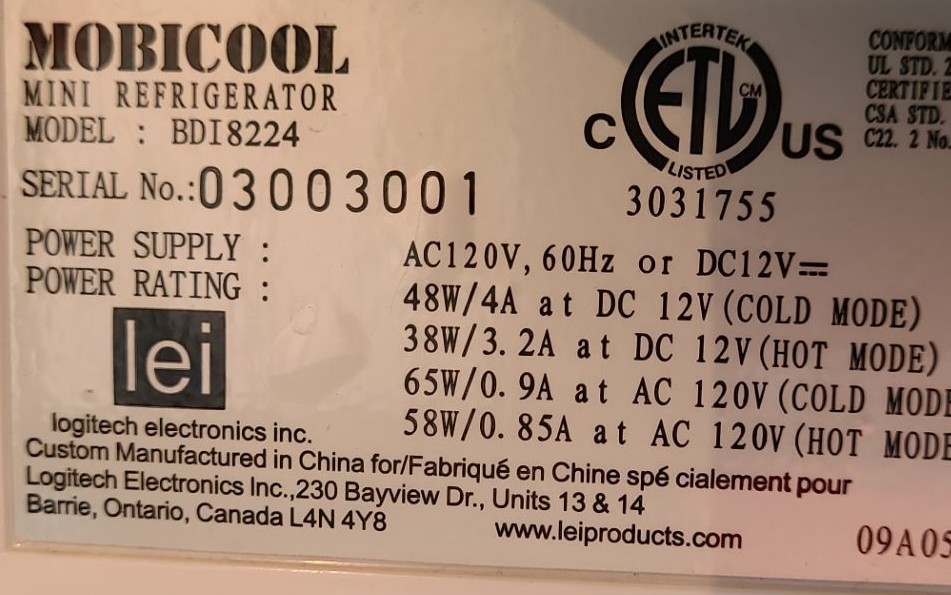 MOBICOOL
MINI REFRIGERATOR
MODEL : BDI8224
SERIAL No.:03003001
INTERTEK
ETL CM
LISTED
C US
3031755
CONFORM
UL STD. 2
CERTIFIE
CSA STD.
C22. 2 No.
POWER SUPPLY : AC120V, 60Hz or DC12V⎓
POWER RATING : 48W/4A at DC 12V(COLD MODE)
38W/3. 2A at DC 12V(HOT MODE)
65W/0. 9A at AC 120V(COLD MODE
58W/0. 85A at AC 120V(HOT MODE
lei
logitech electronics inc.
Custom Manufactured in China for/Fabriqué en Chine spé cialement pour
Logitech Electronics Inc.,230 Bayview Dr., Units 13 & 14
Barrie, Ontario, Canada L4N 4Y8
www.leiproducts.com
09A05